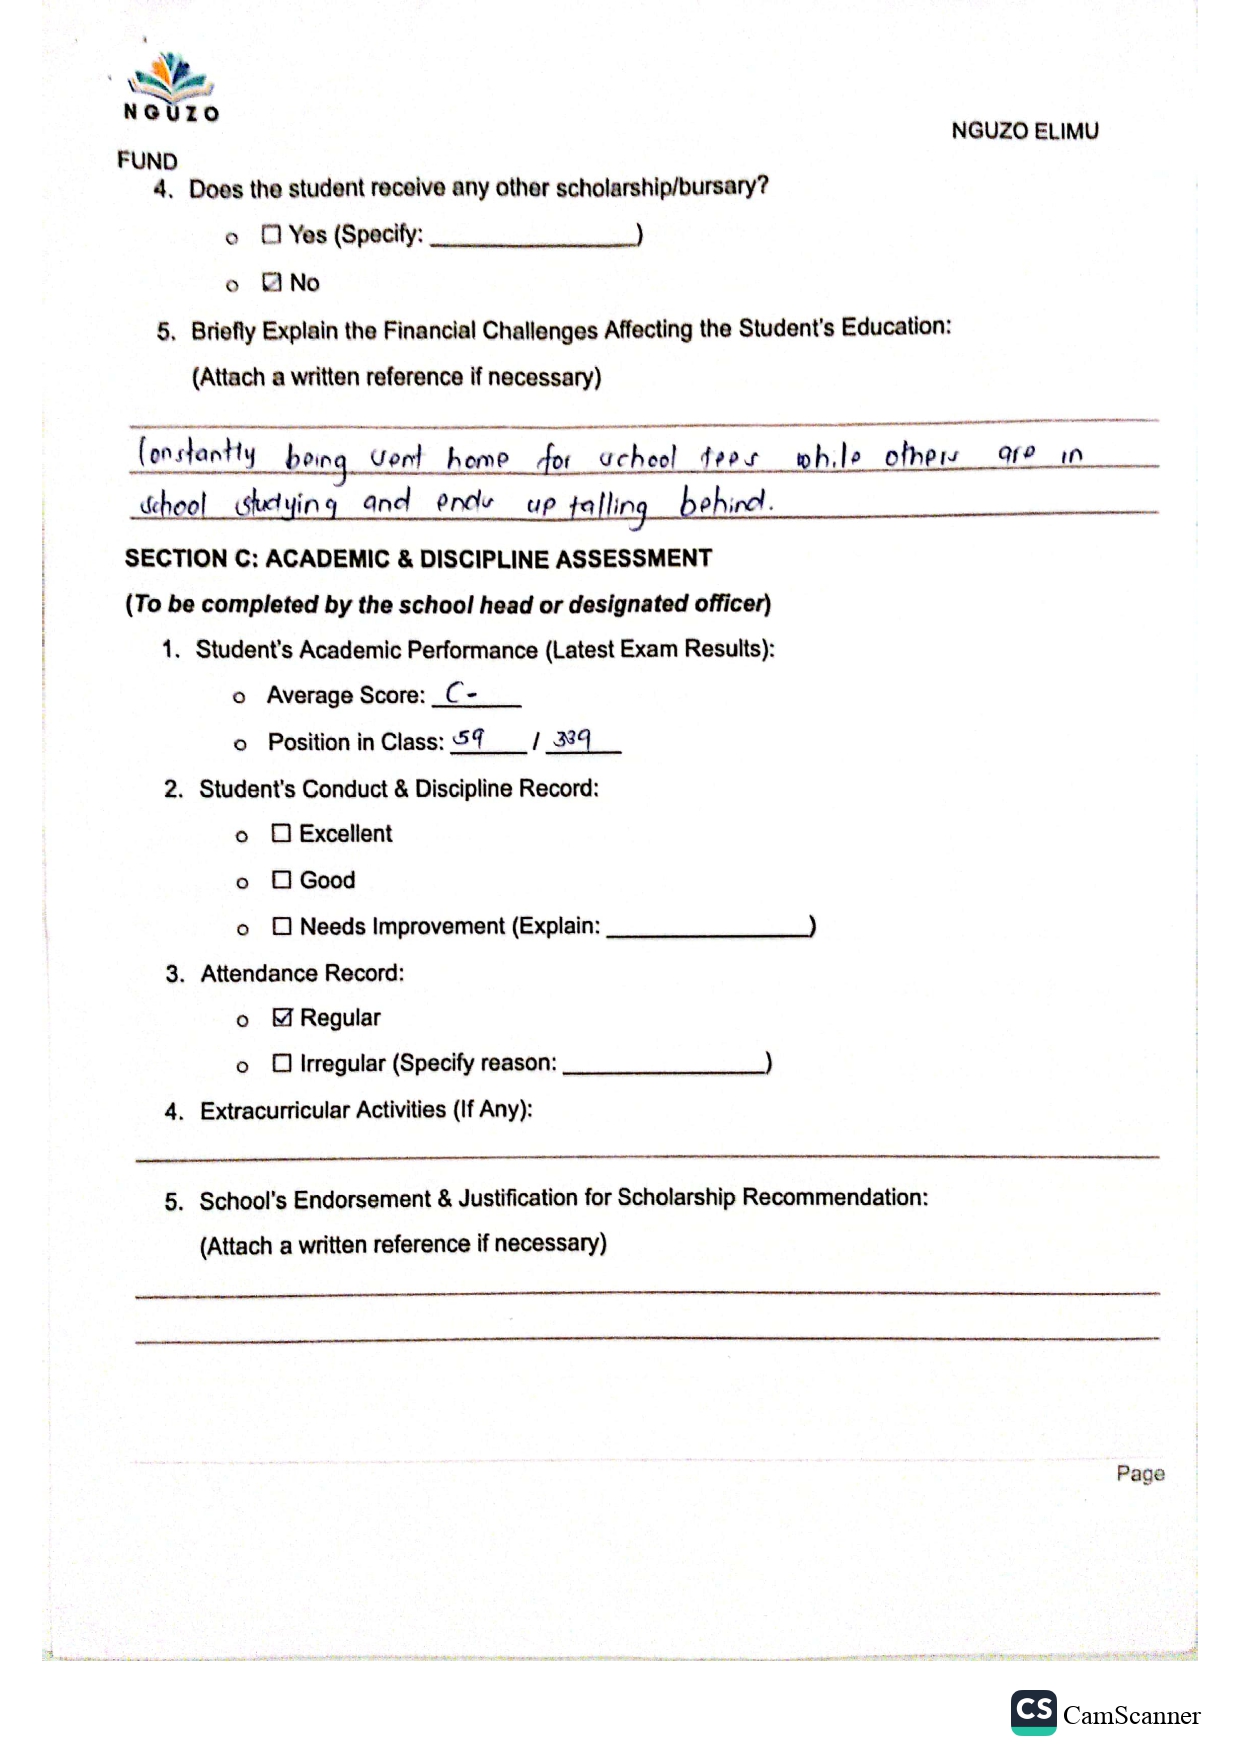 NGUZO
NGUZO ELIMU
FUND
4. Does the student receive any other scholarship/bursary?
o ☐ Yes (Specify: _______________)
o ☑ No
5. Briefly Explain the Financial Challenges Affecting the Student's Education:
(Attach a written reference if necessary)
Constantly being sent home for school fees while others are in
school studying and ends up falling behind.
SECTION C: ACADEMIC & DISCIPLINE ASSESSMENT
(To be completed by the school head or designated officer)
1. Student's Academic Performance (Latest Exam Results):
o Average Score: C-
o Position in Class: 59 / 339
2. Student's Conduct & Discipline Record:
o ☐ Excellent
o ☐ Good
o ☐ Needs Improvement (Explain: _______________)
3. Attendance Record:
o ☑ Regular
o ☐ Irregular (Specify reason: _______________)
4. Extracurricular Activities (If Any):
5. School's Endorsement & Justification for Scholarship Recommendation:
(Attach a written reference if necessary)
Page
CS CamScanner